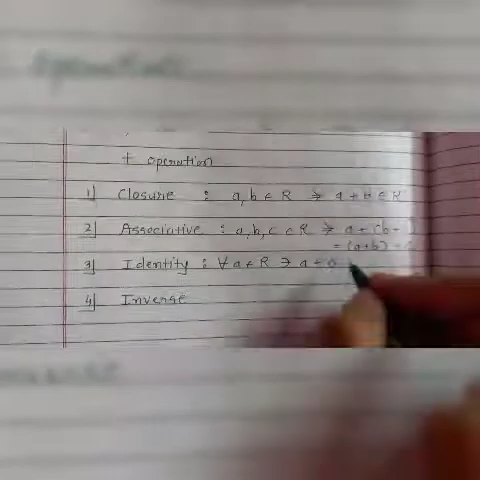 + operation
1] Closure : a, b ∈ R ⇒ a + b ∈ R
2] Associative : a, b, c ∈ R ⇒ a + (b +
= (a+b) +
3] Identity : ∀ a ∈ R ∋ a + 0
4] Inverse